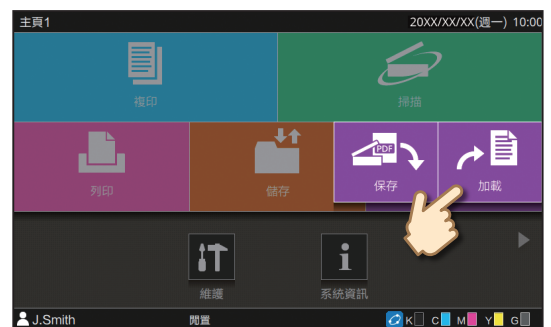 主頁1 20XX/XX/XX(週一) 10:00
複印 掃描
PDF
列印 儲存 保存 加載
維護 系統資訊
J.Smith 閒置 K C M Y G